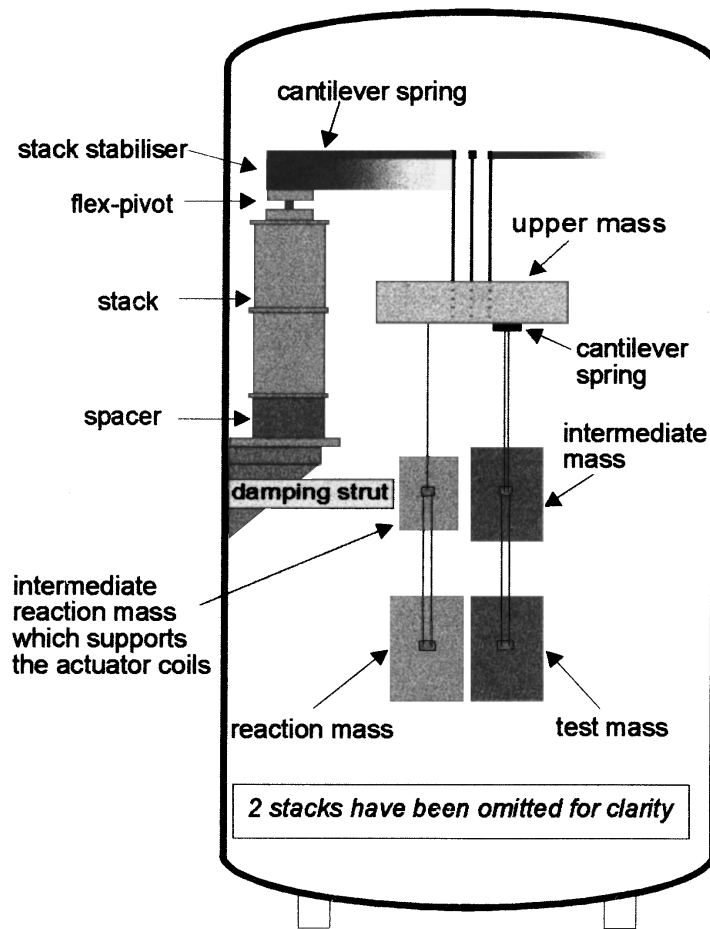 cantilever spring
stack stabiliser
flex-pivot
upper mass
stack
cantilever
spring
spacer
intermediate
mass
damping strut
intermediate
reaction mass
which supports
the actuator coils
reaction mass
test mass
2 stacks have been omitted for clarity